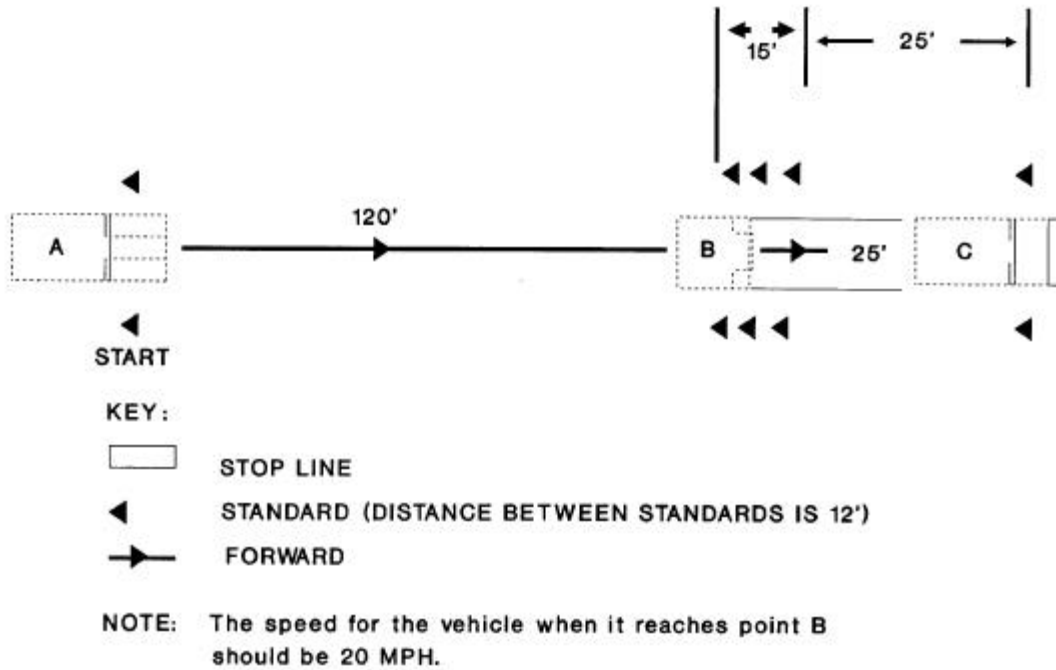 15'
25'
120'
A
B
25'
C
START
KEY:
STOP LINE
STANDARD (DISTANCE BETWEEN STANDARDS IS 12')
FORWARD
NOTE: The speed for the vehicle when it reaches point B
should be 20 MPH.